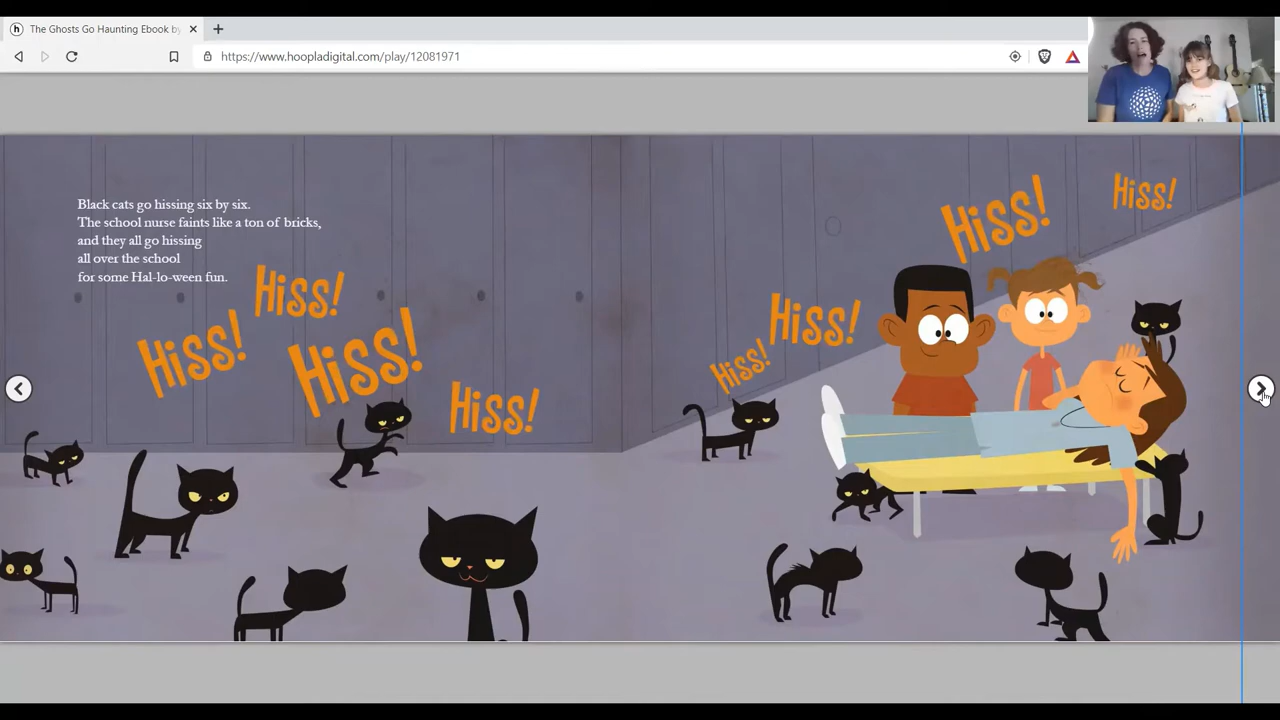 The Ghosts Go Haunting Ebook by
https://www.hoopladigital.com/play/12081971
Black cats go hissing six by six.
The school nurse faints like a ton of bricks,
and they all go hissing
all over the school
for some Hal-lo-ween fun.
Hiss!
Hiss!
Hiss!
Hiss!
Hiss!
Hiss!
Hiss!
Hiss!